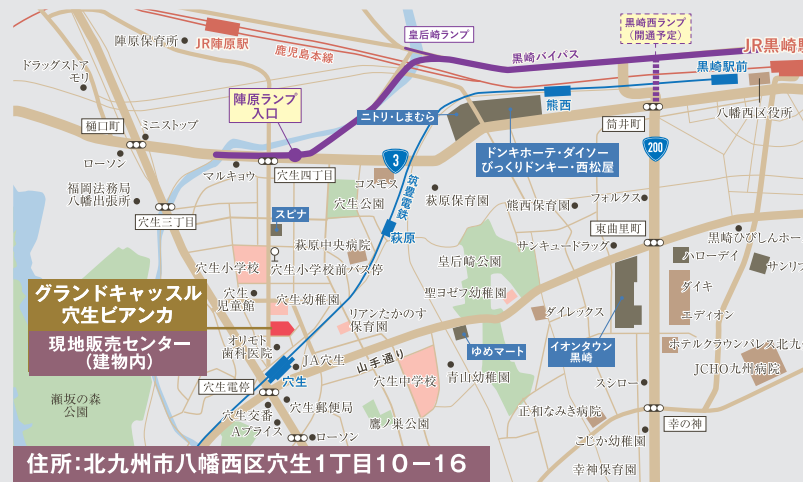 陣原保育所
JR陣原駅
鹿児島本線
皇后崎ランプ
黒崎バイパス
黒崎西ランプ
（開通予定）
JR黒崎駅
黒崎駅前
ドラッグストア
モリ
陣原ランプ
入口
ニトリ・しまむら
熊西
八幡西区役所
樋口町
ミニストップ
筒井町
ローソン
マルキョウ
穴生四丁目
3
200
ドンキホーテ・ダイソー
びっくりドンキー・西松屋
コスモス
筑豊電鉄
福岡法務局
八幡出張所
穴生三丁目
スピナ
穴生公園
萩原保育園
熊西保育園
フォルクス
東曲里町
萩原
萩原中央病院
サンキュードラッグ
黒崎ひびしんホー
ハローデイ
サンリブ
穴生小学校
穴生小学校前バス停
皇后崎公園
グランドキャッスル
穴生ビアンカ
穴生
児童館
穴生幼稚園
聖ヨゼフ幼稚園
ダイキ
リアンたかのす
保育園
ダイレックス
エディオン
現地販売センター
（建物内）
オリモト
歯科医院
JA穴生
山手通り
ゆめマート
イオンタウン
黒崎
ホテルクラウンパレス北九
JCHO九州病院
穴生電停
穴生
穴生中学校
青山幼稚園
スシロー
瀬坂の森
公園
穴生交番
穴生郵便局
Aプライス
ローソン
鷹ノ巣公園
正和なみき病院
幸の神
こじか幼稚園
幸神保育園
住所：北九州市八幡西区穴生1丁目10－16